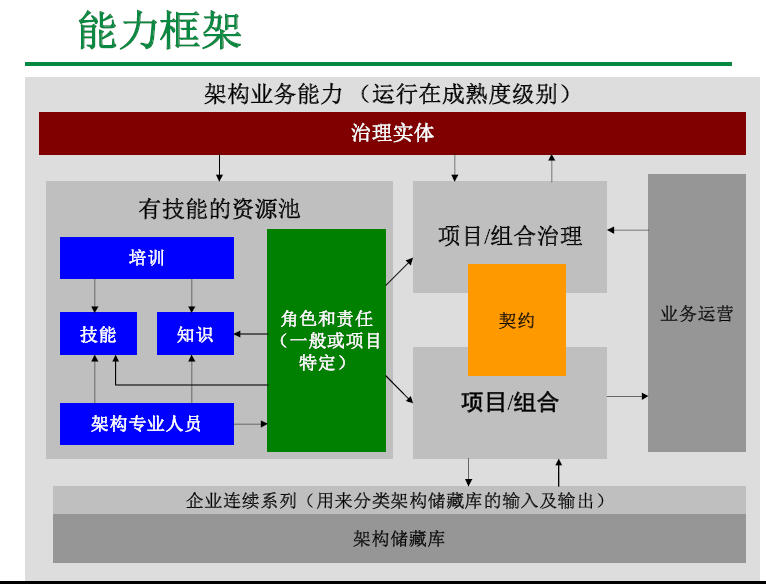 能力框架
架构业务能力（运行在成熟度级别）
治理实体
有技能的资源池
培训
技能
知识
架构专业人员
角色和责任
（一般或项目
特定）
项目/组合治理
契约
项目/组合
业务运营
企业连续系列（用来分类架构储藏库的输入及输出）
架构储藏库